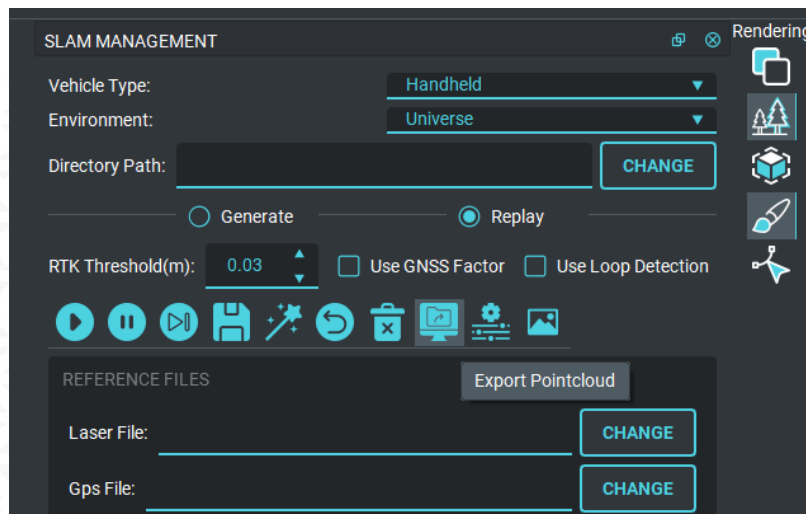 SLAM MANAGEMENT
Rendering
Vehicle Type: Handheld
Environment: Universe
Directory Path: CHANGE
Generate Replay
RTK Threshold(m): 0.03 Use GNSS Factor Use Loop Detection
REFERENCE FILES
Export Pointcloud
Laser File: CHANGE
Gps File: CHANGE